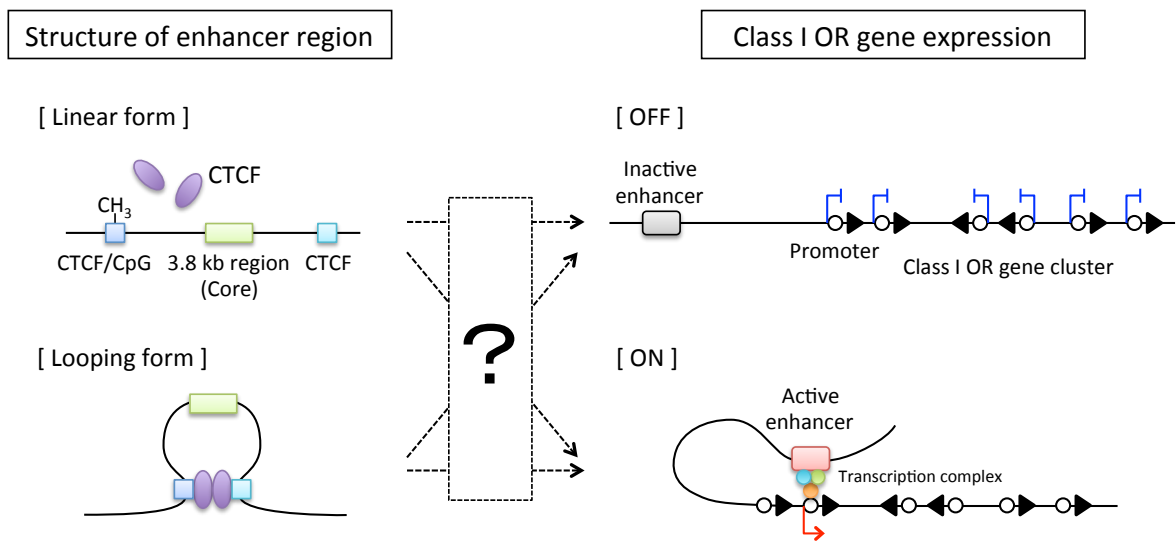 Structure of enhancer region
Class I OR gene expression
[ Linear form ]
CTCF
CH3
CTCF/CpG
3.8 kb region
(Core)
CTCF
[ Looping form ]
?
[ OFF ]
Inactive
enhancer
Promoter
Class I OR gene cluster
[ ON ]
Active
enhancer
Transcription complex